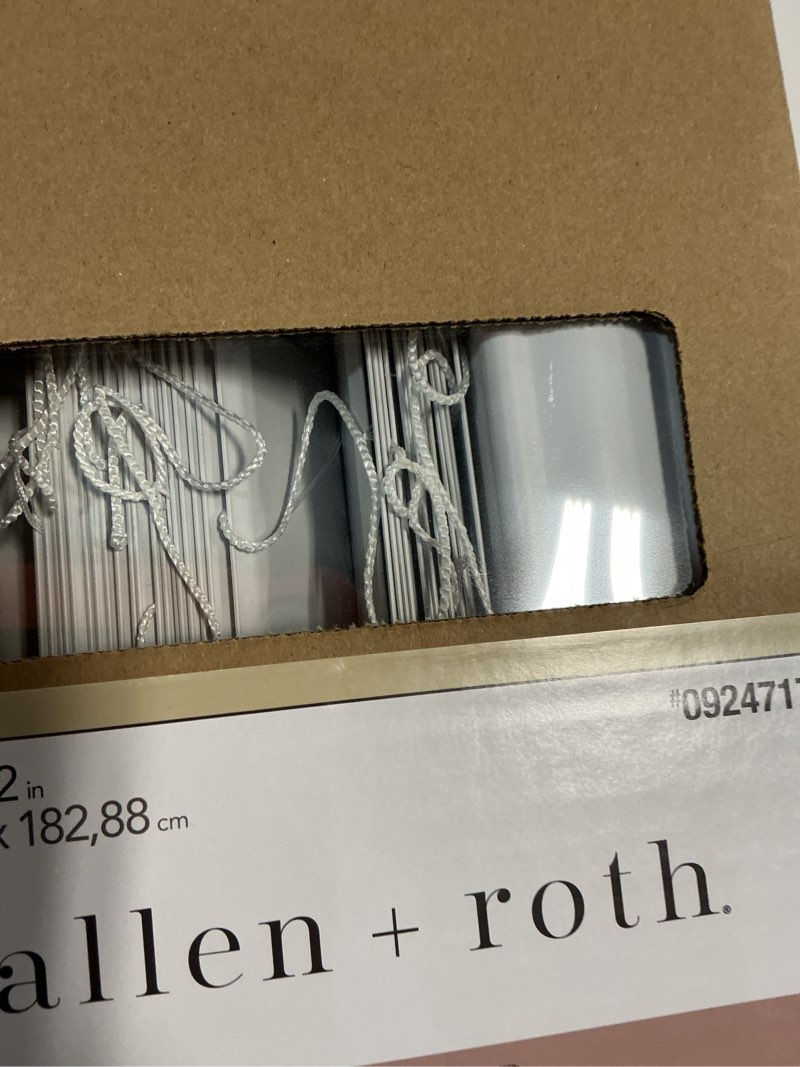 #0924717
2 in
x 182,88 cm
allen + roth®